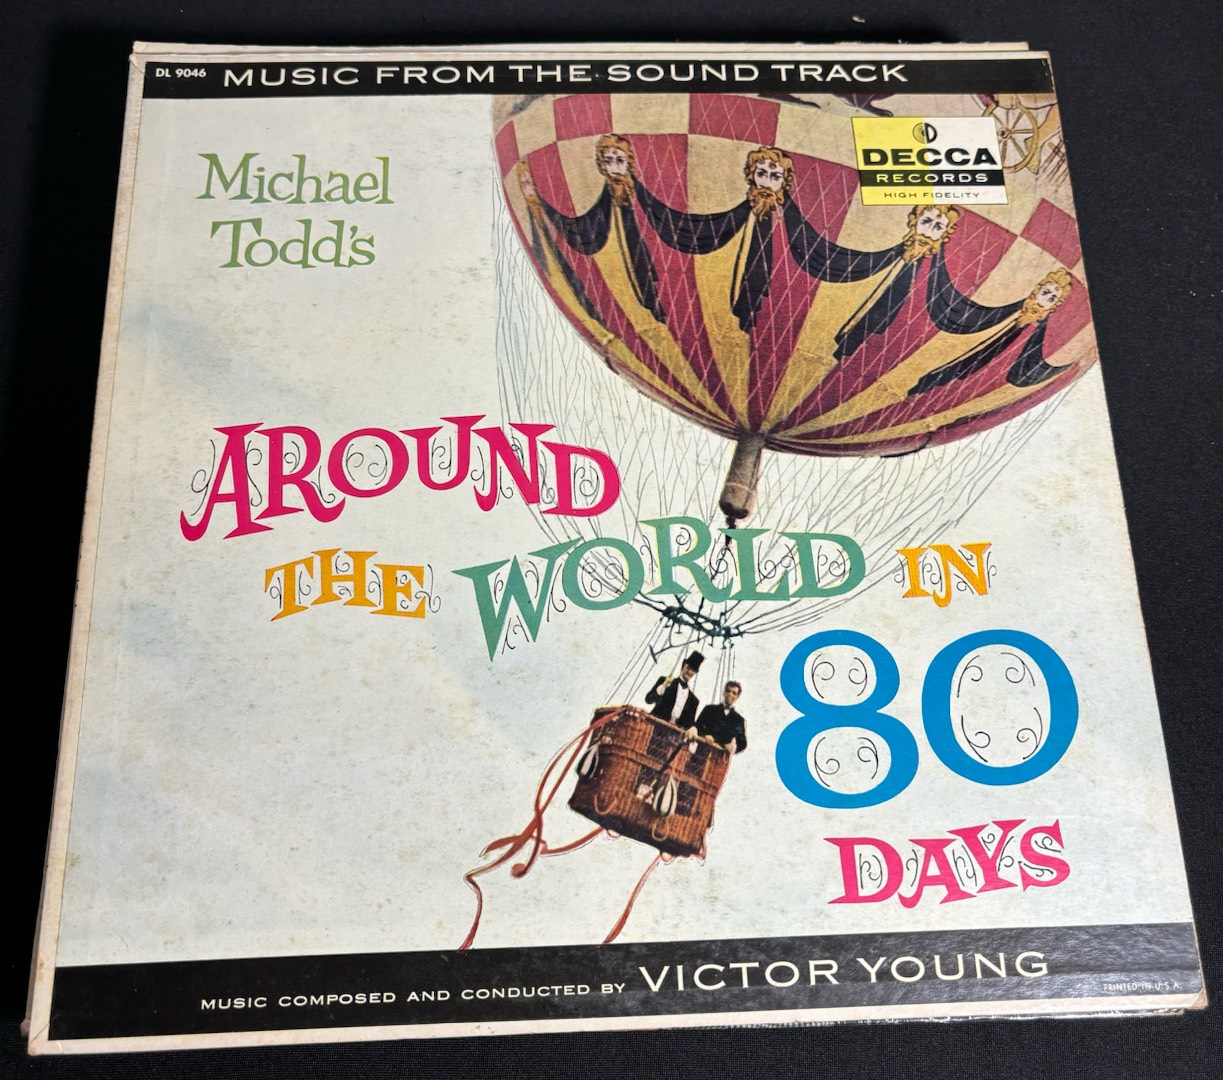 DL 9046 MUSIC FROM THE SOUND TRACK
DECCA
RECORDS
HIGH FIDELITY
Michael
Todd's
AROUND
THE WORLD IN
80
DAYS
MUSIC COMPOSED AND CONDUCTED BY VICTOR YOUNG
PRINTED IN U.S.A.